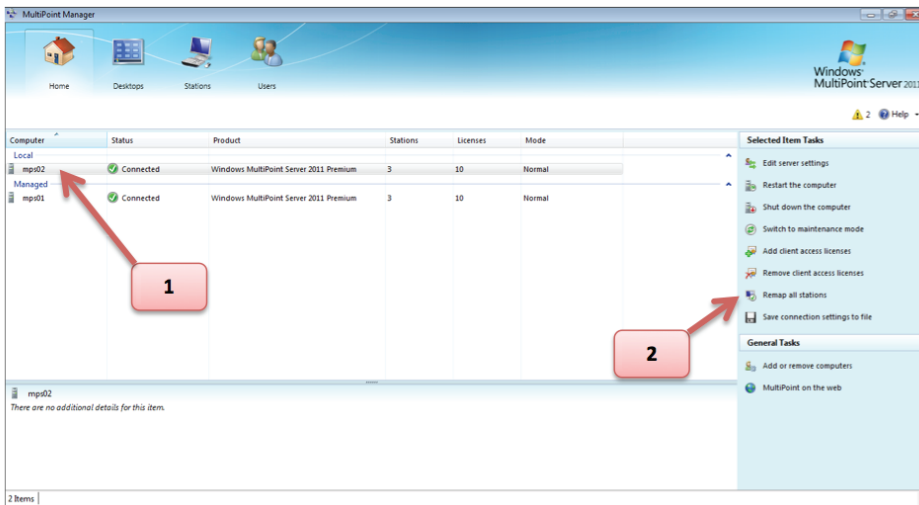 MultiPoint Manager
Home
Desktops
Stations
Users
Windows
MultiPoint Server 2011
2
Help
Computer Status Product Stations Licenses Mode
Local
mps02 Connected Windows MultiPoint Server 2011 Premium 3 10 Normal
Managed
mps01 Connected Windows MultiPoint Server 2011 Premium 3 10 Normal
1
2
mps02
There are no additional details for this item.
2 Items
Selected Item Tasks
Edit server settings
Restart the computer
Shut down the computer
Switch to maintenance mode
Add client access licenses
Remove client access licenses
Remap all stations
Save connection settings to file
General Tasks
Add or remove computers
MultiPoint on the web